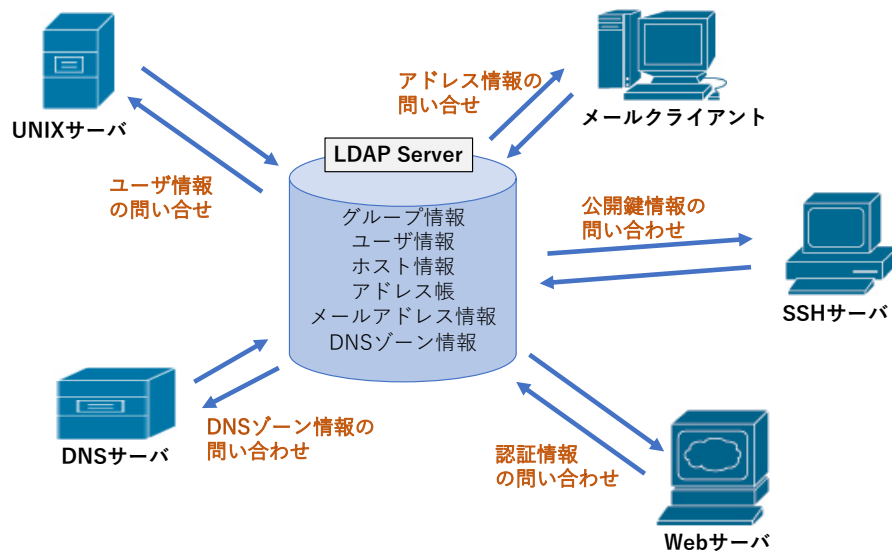 UNIXサーバ
アドレス情報の
問い合せ
メールクライアント
LDAP Server
ユーザ情報
の問い合せ
グループ情報
ユーザ情報
ホスト情報
アドレス帳
メールアドレス情報
DNSゾーン情報
公開鍵情報の
問い合わせ
SSHサーバ
DNSサーバ
DNSゾーン情報の
問い合わせ
認証情報
の問い合わせ
Webサーバ